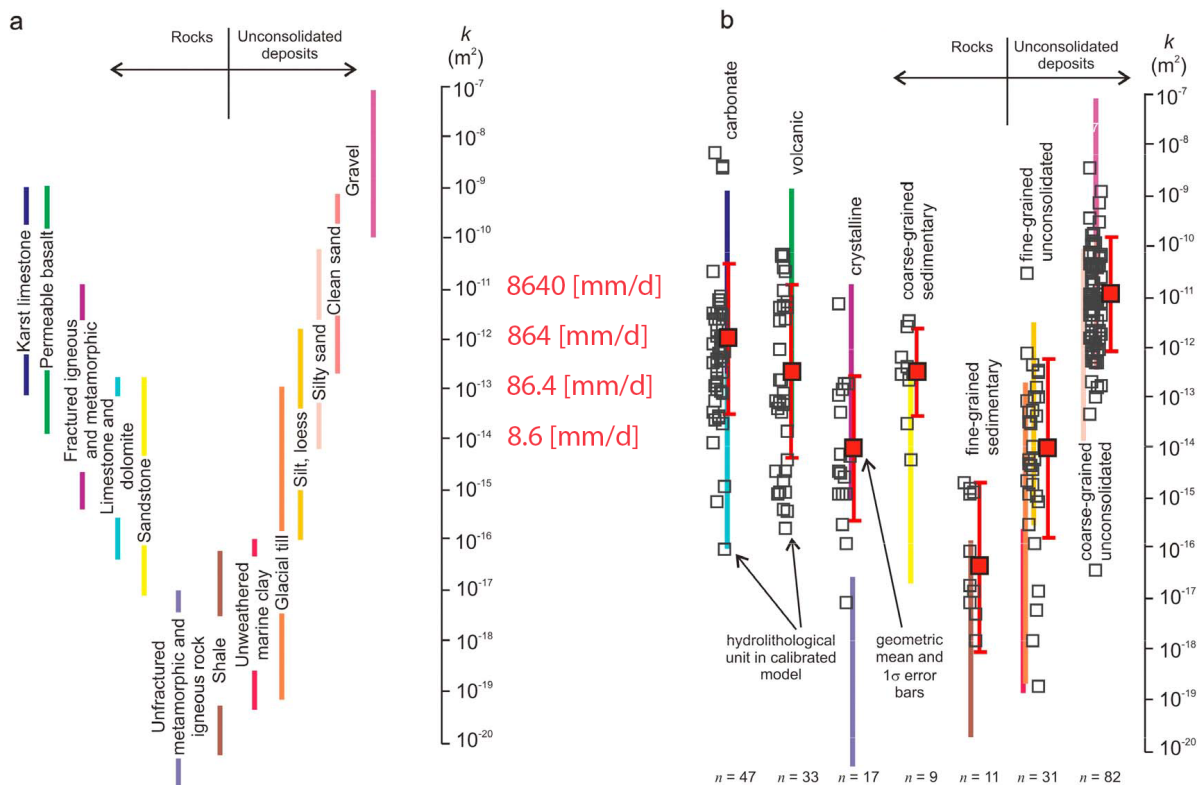 a
Rocks
Unconsolidated
deposits
k
(m²)
10⁻⁷
10⁻⁸
10⁻⁹
10⁻¹⁰
10⁻¹¹
10⁻¹²
10⁻¹³
10⁻¹⁴
10⁻¹⁵
10⁻¹⁶
10⁻¹⁷
10⁻¹⁸
10⁻¹⁹
10⁻²⁰
Karst limestone
Permeable basalt
Fractured igneous
and metamorphic
Limestone and
dolomite
Sandstone
Unfractured
metamorphic and
igneous rock
Shale
Unweathered
marine clay
Glacial till
Silt, loess
Silty sand
Clean sand
Gravel
8640 [mm/d]
864 [mm/d]
86.4 [mm/d]
8.6 [mm/d]
b
Rocks
Unconsolidated
deposits
k
(m²)
10⁻⁷
10⁻⁸
10⁻⁹
10⁻¹⁰
10⁻¹¹
10⁻¹²
10⁻¹³
10⁻¹⁴
10⁻¹⁵
10⁻¹⁶
10⁻¹⁷
10⁻¹⁸
10⁻¹⁹
10⁻²⁰
carbonate
volcanic
crystalline
coarse-grained
sedimentary
fine-grained
sedimentary
fine-grained
unconsolidated
coarse-grained
unconsolidated
hydrolithological
unit in calibrated
model
geometric
mean and
1σ error
bars
n = 47
n = 33
n = 17
n = 9
n = 11
n = 31
n = 82